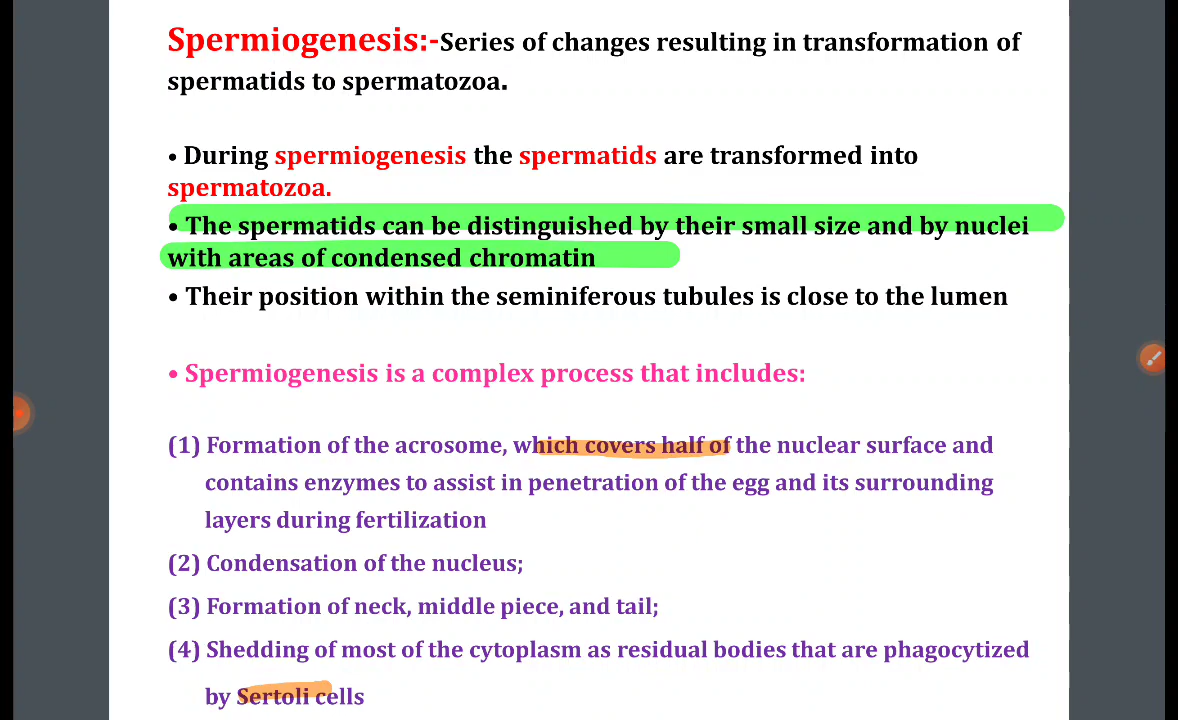 Spermiogenesis:-Series of changes resulting in transformation of
spermatids to spermatozoa.
• During spermiogenesis the spermatids are transformed into
spermatozoa.
• The spermatids can be distinguished by their small size and by nuclei
with areas of condensed chromatin
• Their position within the seminiferous tubules is close to the lumen
• Spermiogenesis is a complex process that includes:
(1) Formation of the acrosome, which covers half of the nuclear surface and
contains enzymes to assist in penetration of the egg and its surrounding
layers during fertilization
(2) Condensation of the nucleus;
(3) Formation of neck, middle piece, and tail;
(4) Shedding of most of the cytoplasm as residual bodies that are phagocytized
by Sertoli cells